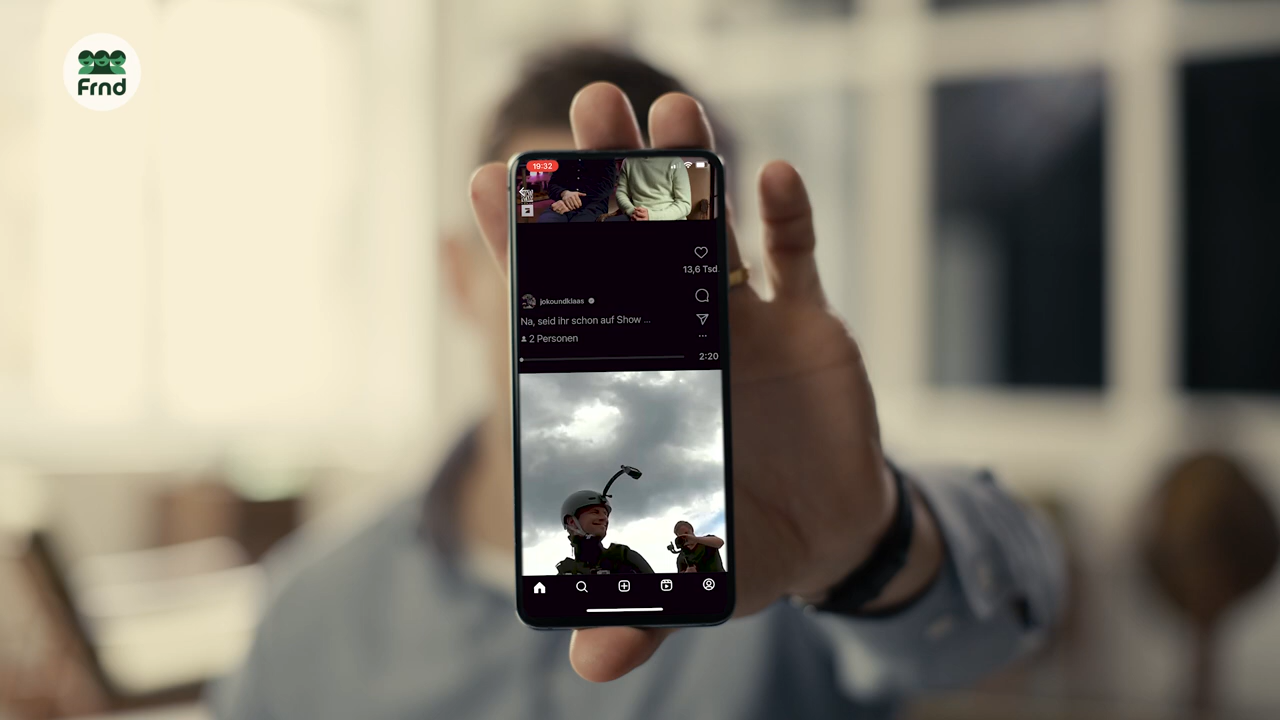 Frnd
19:32
13,6 Tsd.
jokoundklaas
Na, seid ihr schon auf Show ...
2 Personen
2:20